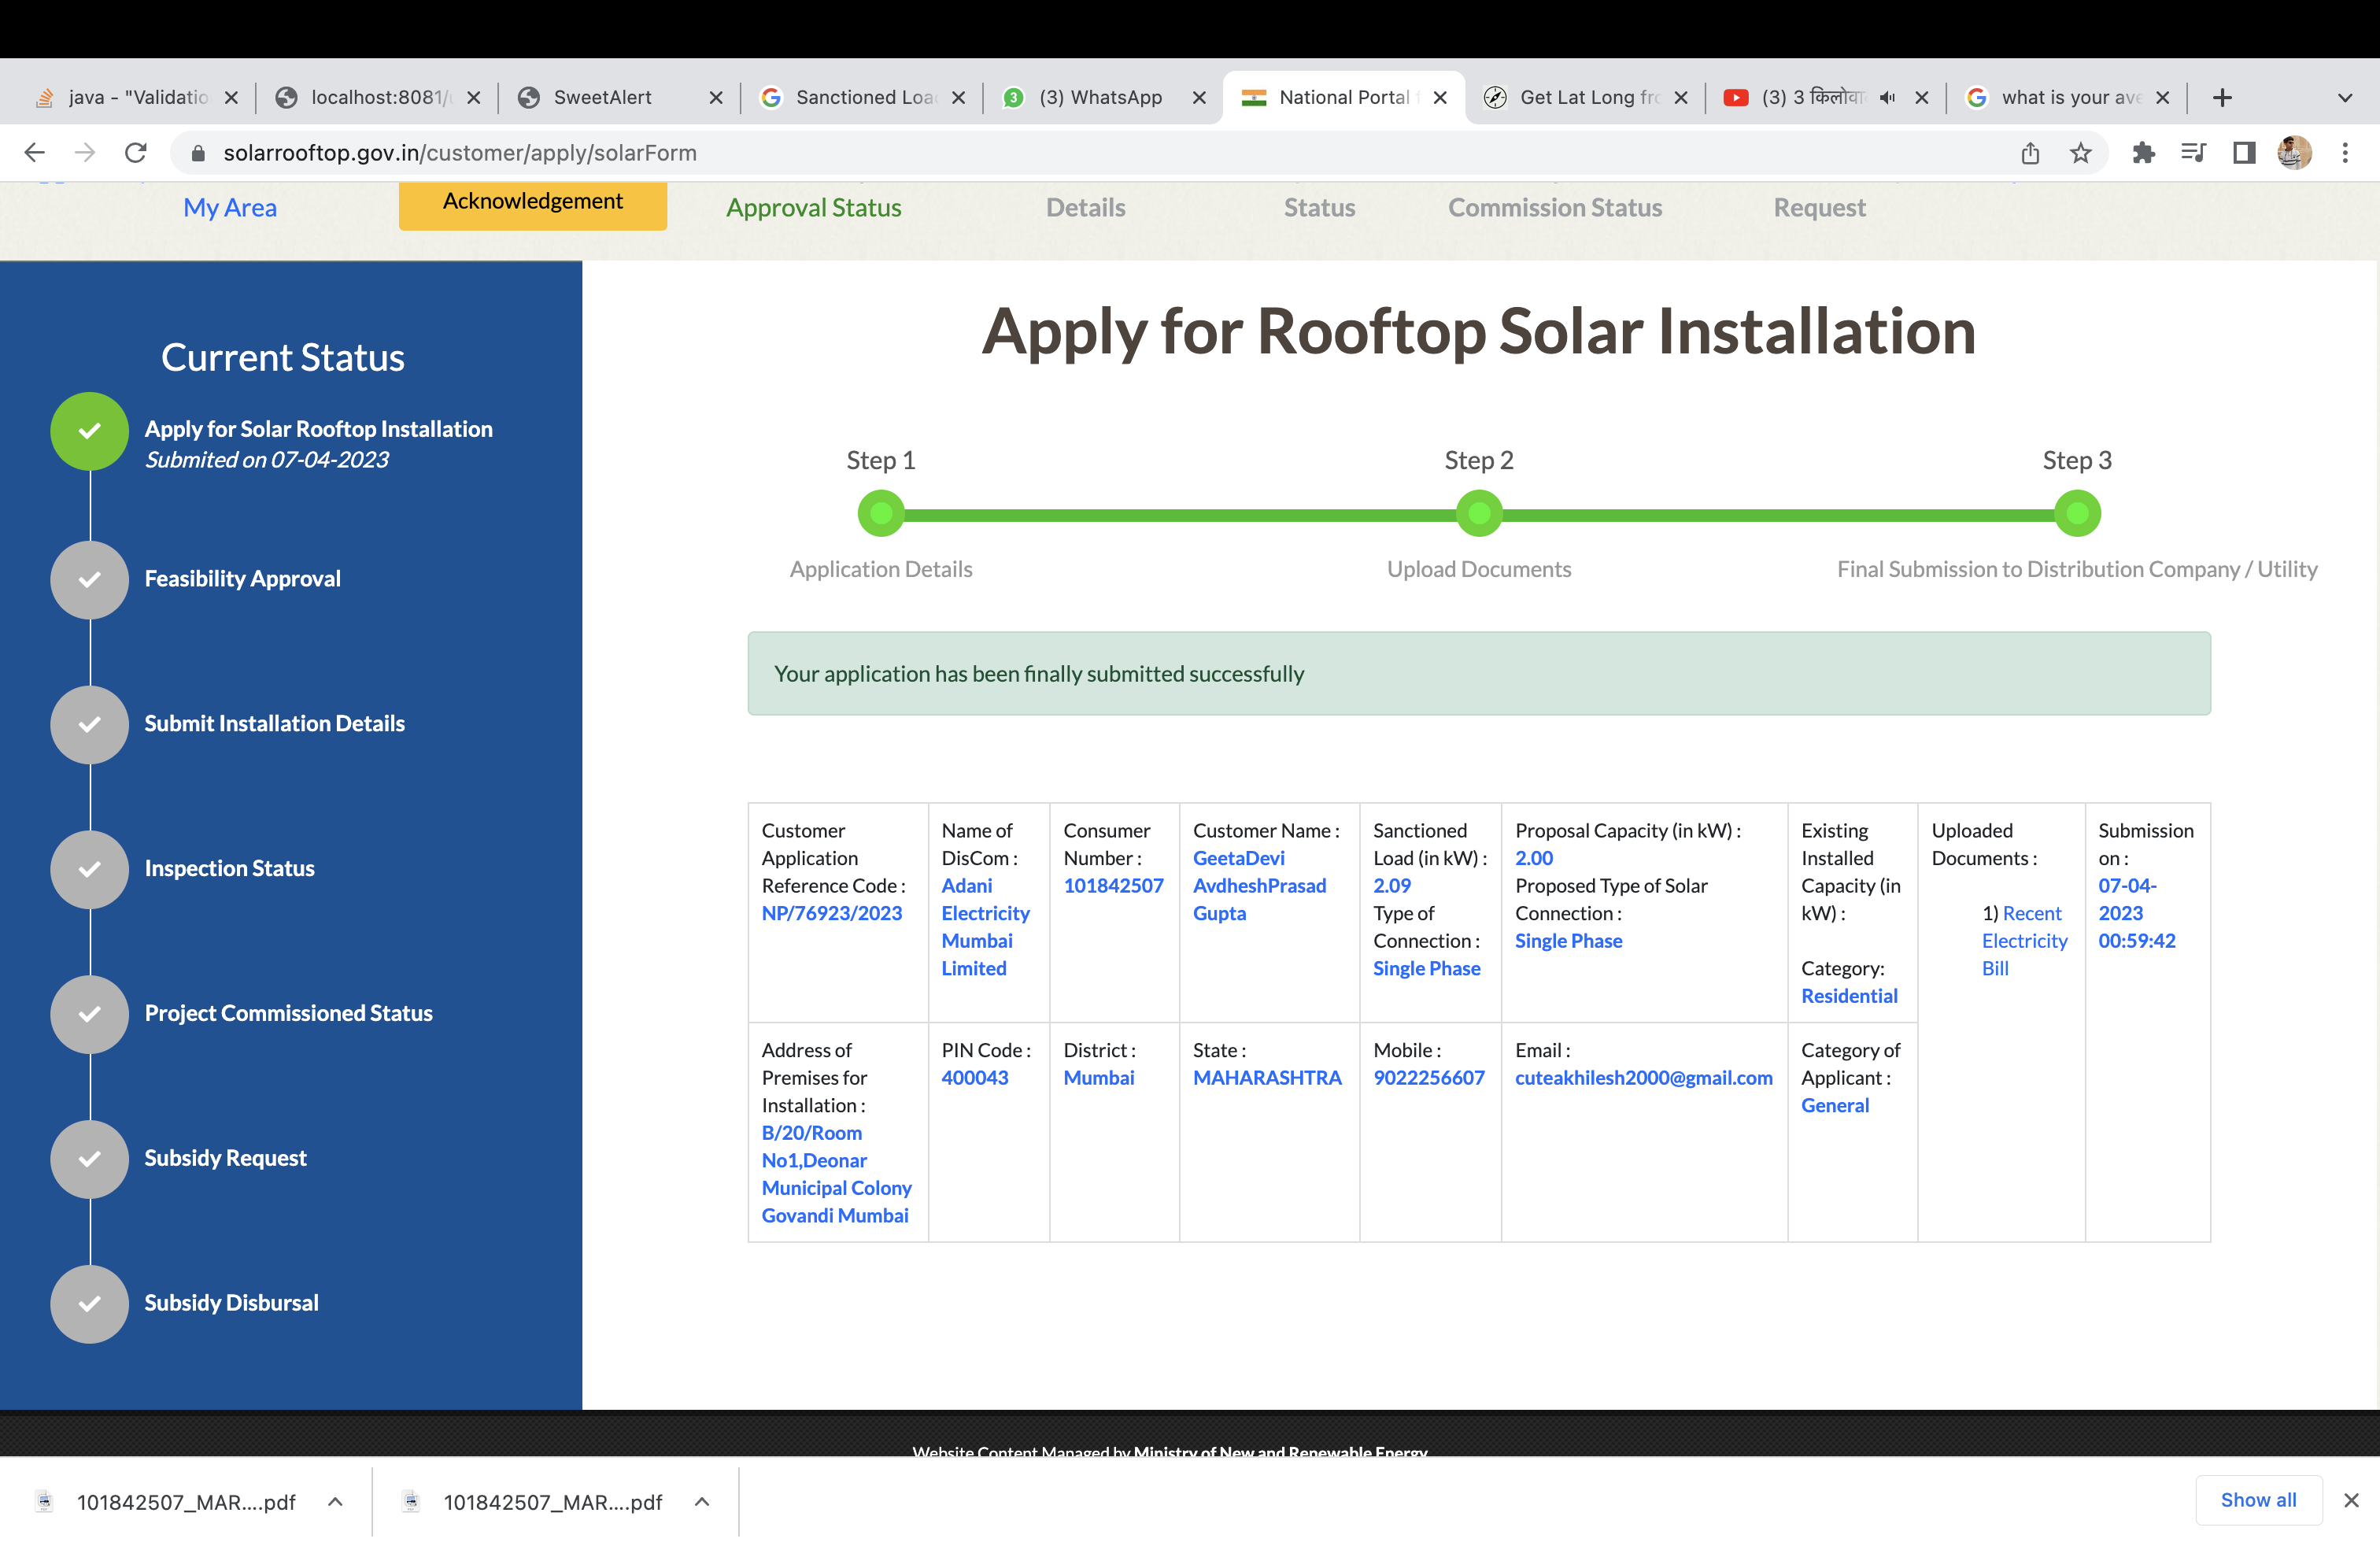 java - "Validatio
localhost:8081/
SweetAlert
Sanctioned Loa
3
(3) WhatsApp
National Portal
Get Lat Long fr
(3) 3 किलोवा
what is your ave
solarrooftop.gov.in/customer/apply/solarForm
My Area
Acknowledgement
Approval Status
Details
Status
Commission Status
Request
Current Status
Apply for Solar Rooftop Installation
Submited on 07-04-2023
Feasibility Approval
Submit Installation Details
Inspection Status
Project Commissioned Status
Subsidy Request
Subsidy Disbursal
Apply for Rooftop Solar Installation
Step 1
Step 2
Step 3
Application Details
Upload Documents
Final Submission to Distribution Company / Utility
Your application has been finally submitted successfully
Customer
Application
Reference Code :
NP/76923/2023
Name of
DisCom :
Adani
Electricity
Mumbai
Limited
Consumer
Number :
101842507
Customer Name :
GeetaDevi
AvdheshPrasad
Gupta
Sanctioned
Load (in kW) :
2.09
Type of
Connection :
Single Phase
Proposal Capacity (in kW) :
2.00
Proposed Type of Solar
Connection :
Single Phase
Existing
Installed
Capacity (in
kW) :
Category:
Residential
Uploaded
Documents :
1) Recent
Electricity
Bill
Submission
on :
07-04-
2023
00:59:42
Address of
Premises for
Installation :
B/20/Room
No1,Deonar
Municipal Colony
Govandi Mumbai
PIN Code :
400043
District :
Mumbai
State :
MAHARASHTRA
Mobile :
9022256607
Email :
cuteakhilesh2000@gmail.com
Category of
Applicant :
General
Website Content Managed by Ministry of New and Renewable Energy
101842507_MAR....pdf
101842507_MAR....pdf
Show all